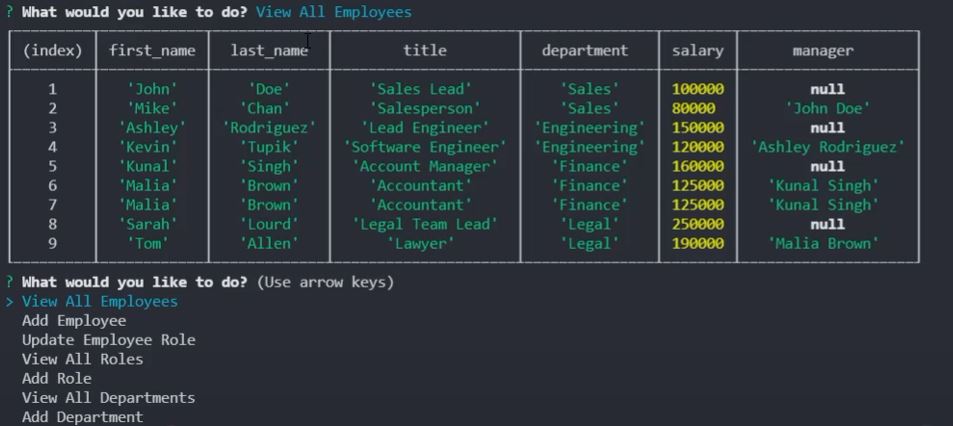 ? What would you like to do? View All Employees
(index) first_name last_name title department salary manager
1 'John' 'Doe' 'Sales Lead' 'Sales' 100000 null
2 'Mike' 'Chan' 'Salesperson' 'Sales' 80000 'John Doe'
3 'Ashley' 'Rodriguez' 'Lead Engineer' 'Engineering' 150000 null
4 'Kevin' 'Tupik' 'Software Engineer' 'Engineering' 120000 'Ashley Rodriguez'
5 'Kunal' 'Singh' 'Account Manager' 'Finance' 160000 null
6 'Malia' 'Brown' 'Accountant' 'Finance' 125000 'Kunal Singh'
7 'Malia' 'Brown' 'Accountant' 'Finance' 125000 'Kunal Singh'
8 'Sarah' 'Lourd' 'Legal Team Lead' 'Legal' 250000 null
9 'Tom' 'Allen' 'Lawyer' 'Legal' 190000 'Malia Brown'
? What would you like to do? (Use arrow keys)
> View All Employees
Add Employee
Update Employee Role
View All Roles
Add Role
View All Departments
Add Department